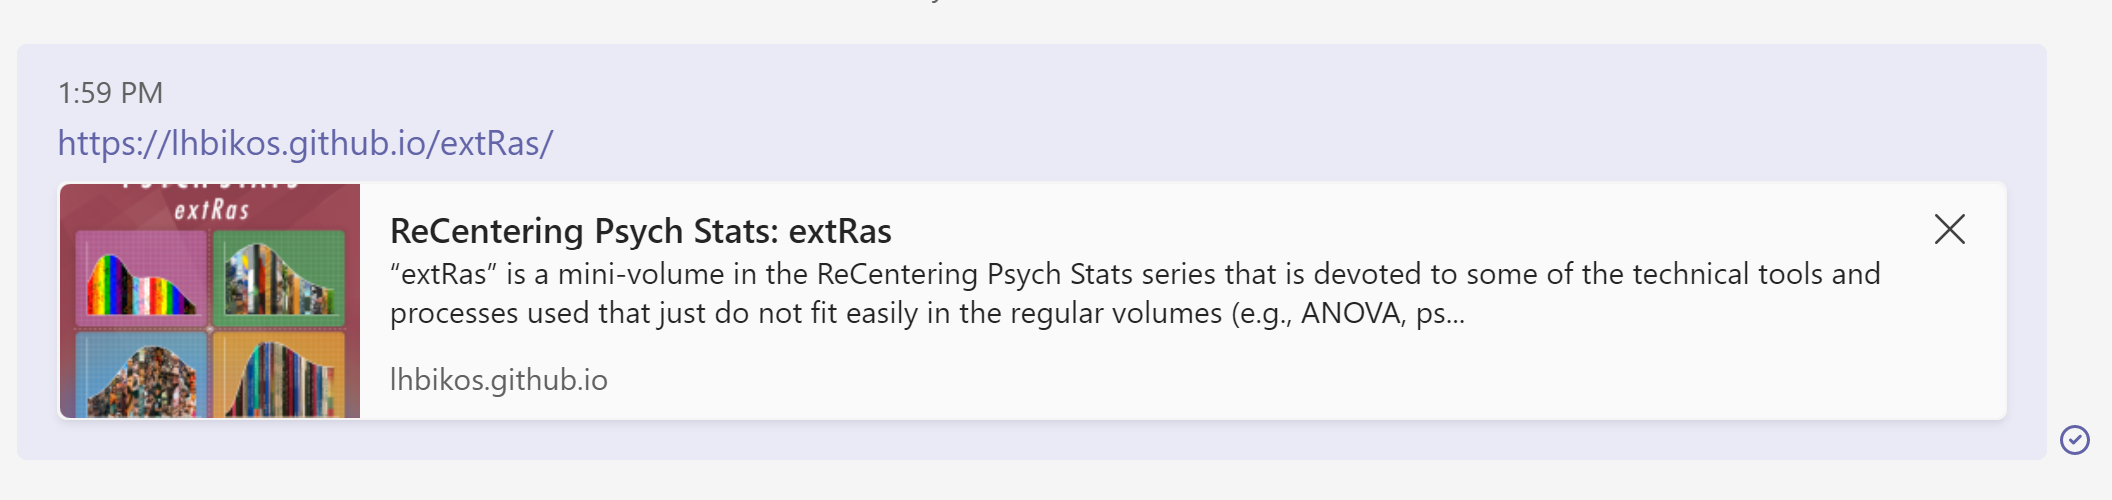 1:59 PM
https://lhbikos.github.io/extRas/
PSYCH STATS
extRas
ReCentering Psych Stats: extRas
“extRas” is a mini-volume in the ReCentering Psych Stats series that is devoted to some of the technical tools and
processes used that just do not fit easily in the regular volumes (e.g., ANOVA, ps...
lhbikos.github.io